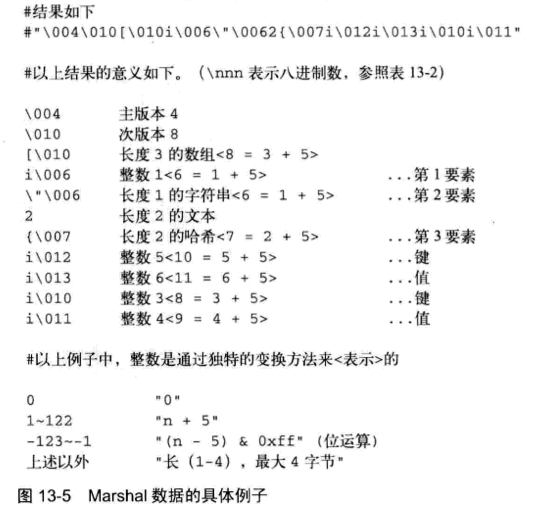 #结果如下
#"\004\010[\010i\006\"\0062{\007i\012i\013i\010i\011"
#以上结果的意义如下。（\nnn 表示八进制数，参照表 13-2）
\004 主版本 4
\010 次版本 8
[\010 长度 3 的数组<8 = 3 + 5>
i\006 整数 1<6 = 1 + 5> ...第 1 要素
\"\006 长度 1 的字符串<6 = 1 + 5> ...第 2 要素
2 长度 2 的文本
{\007 长度 2 的哈希<7 = 2 + 5> ...第 3 要素
i\012 整数 5<10 = 5 + 5> ...键
i\013 整数 6<11 = 6 + 5> ...值
i\010 整数 3<8 = 3 + 5> ...键
i\011 整数 4<9 = 4 + 5> ...值
#以上例子中，整数是通过独特的变换方法来<表示>的
0 "0"
1~122 "n + 5"
-123~-1 "(n - 5) & 0xff" (位运算)
上述以外 "长（1-4），最大 4 字节"
图 13-5 Marshal 数据的具体例子